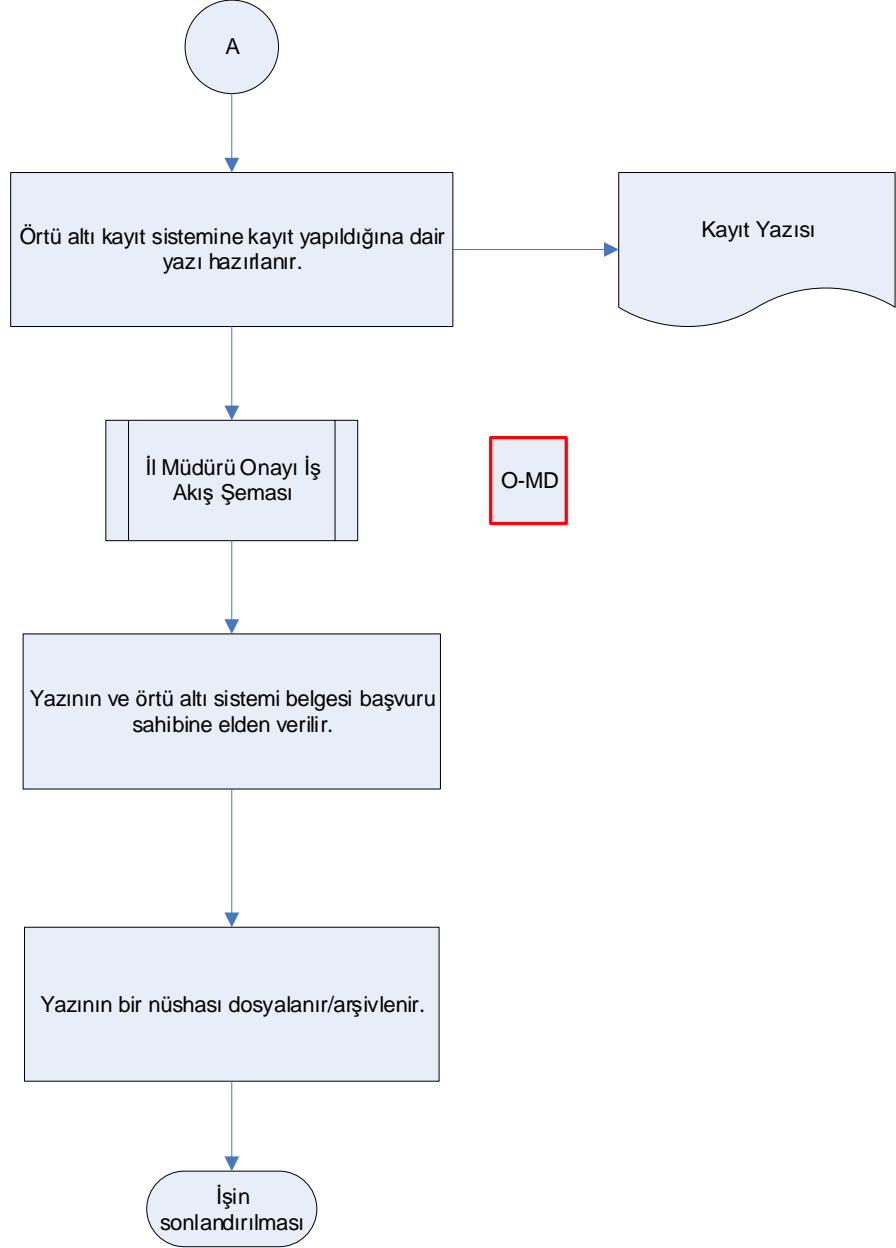 A
Örtü altı kayıt sistemine kayıt yapıldığına dair
yazı hazırlanır.
Kayıt Yazısı
İl Müdürü Onayı İş
Akış Şeması
O-MD
Yazının ve örtü altı sistemi belgesi başvuru
sahibine elden verilir.
Yazının bir nüshası dosyalanır/arşivlenir.
İşin
sonlandırılması